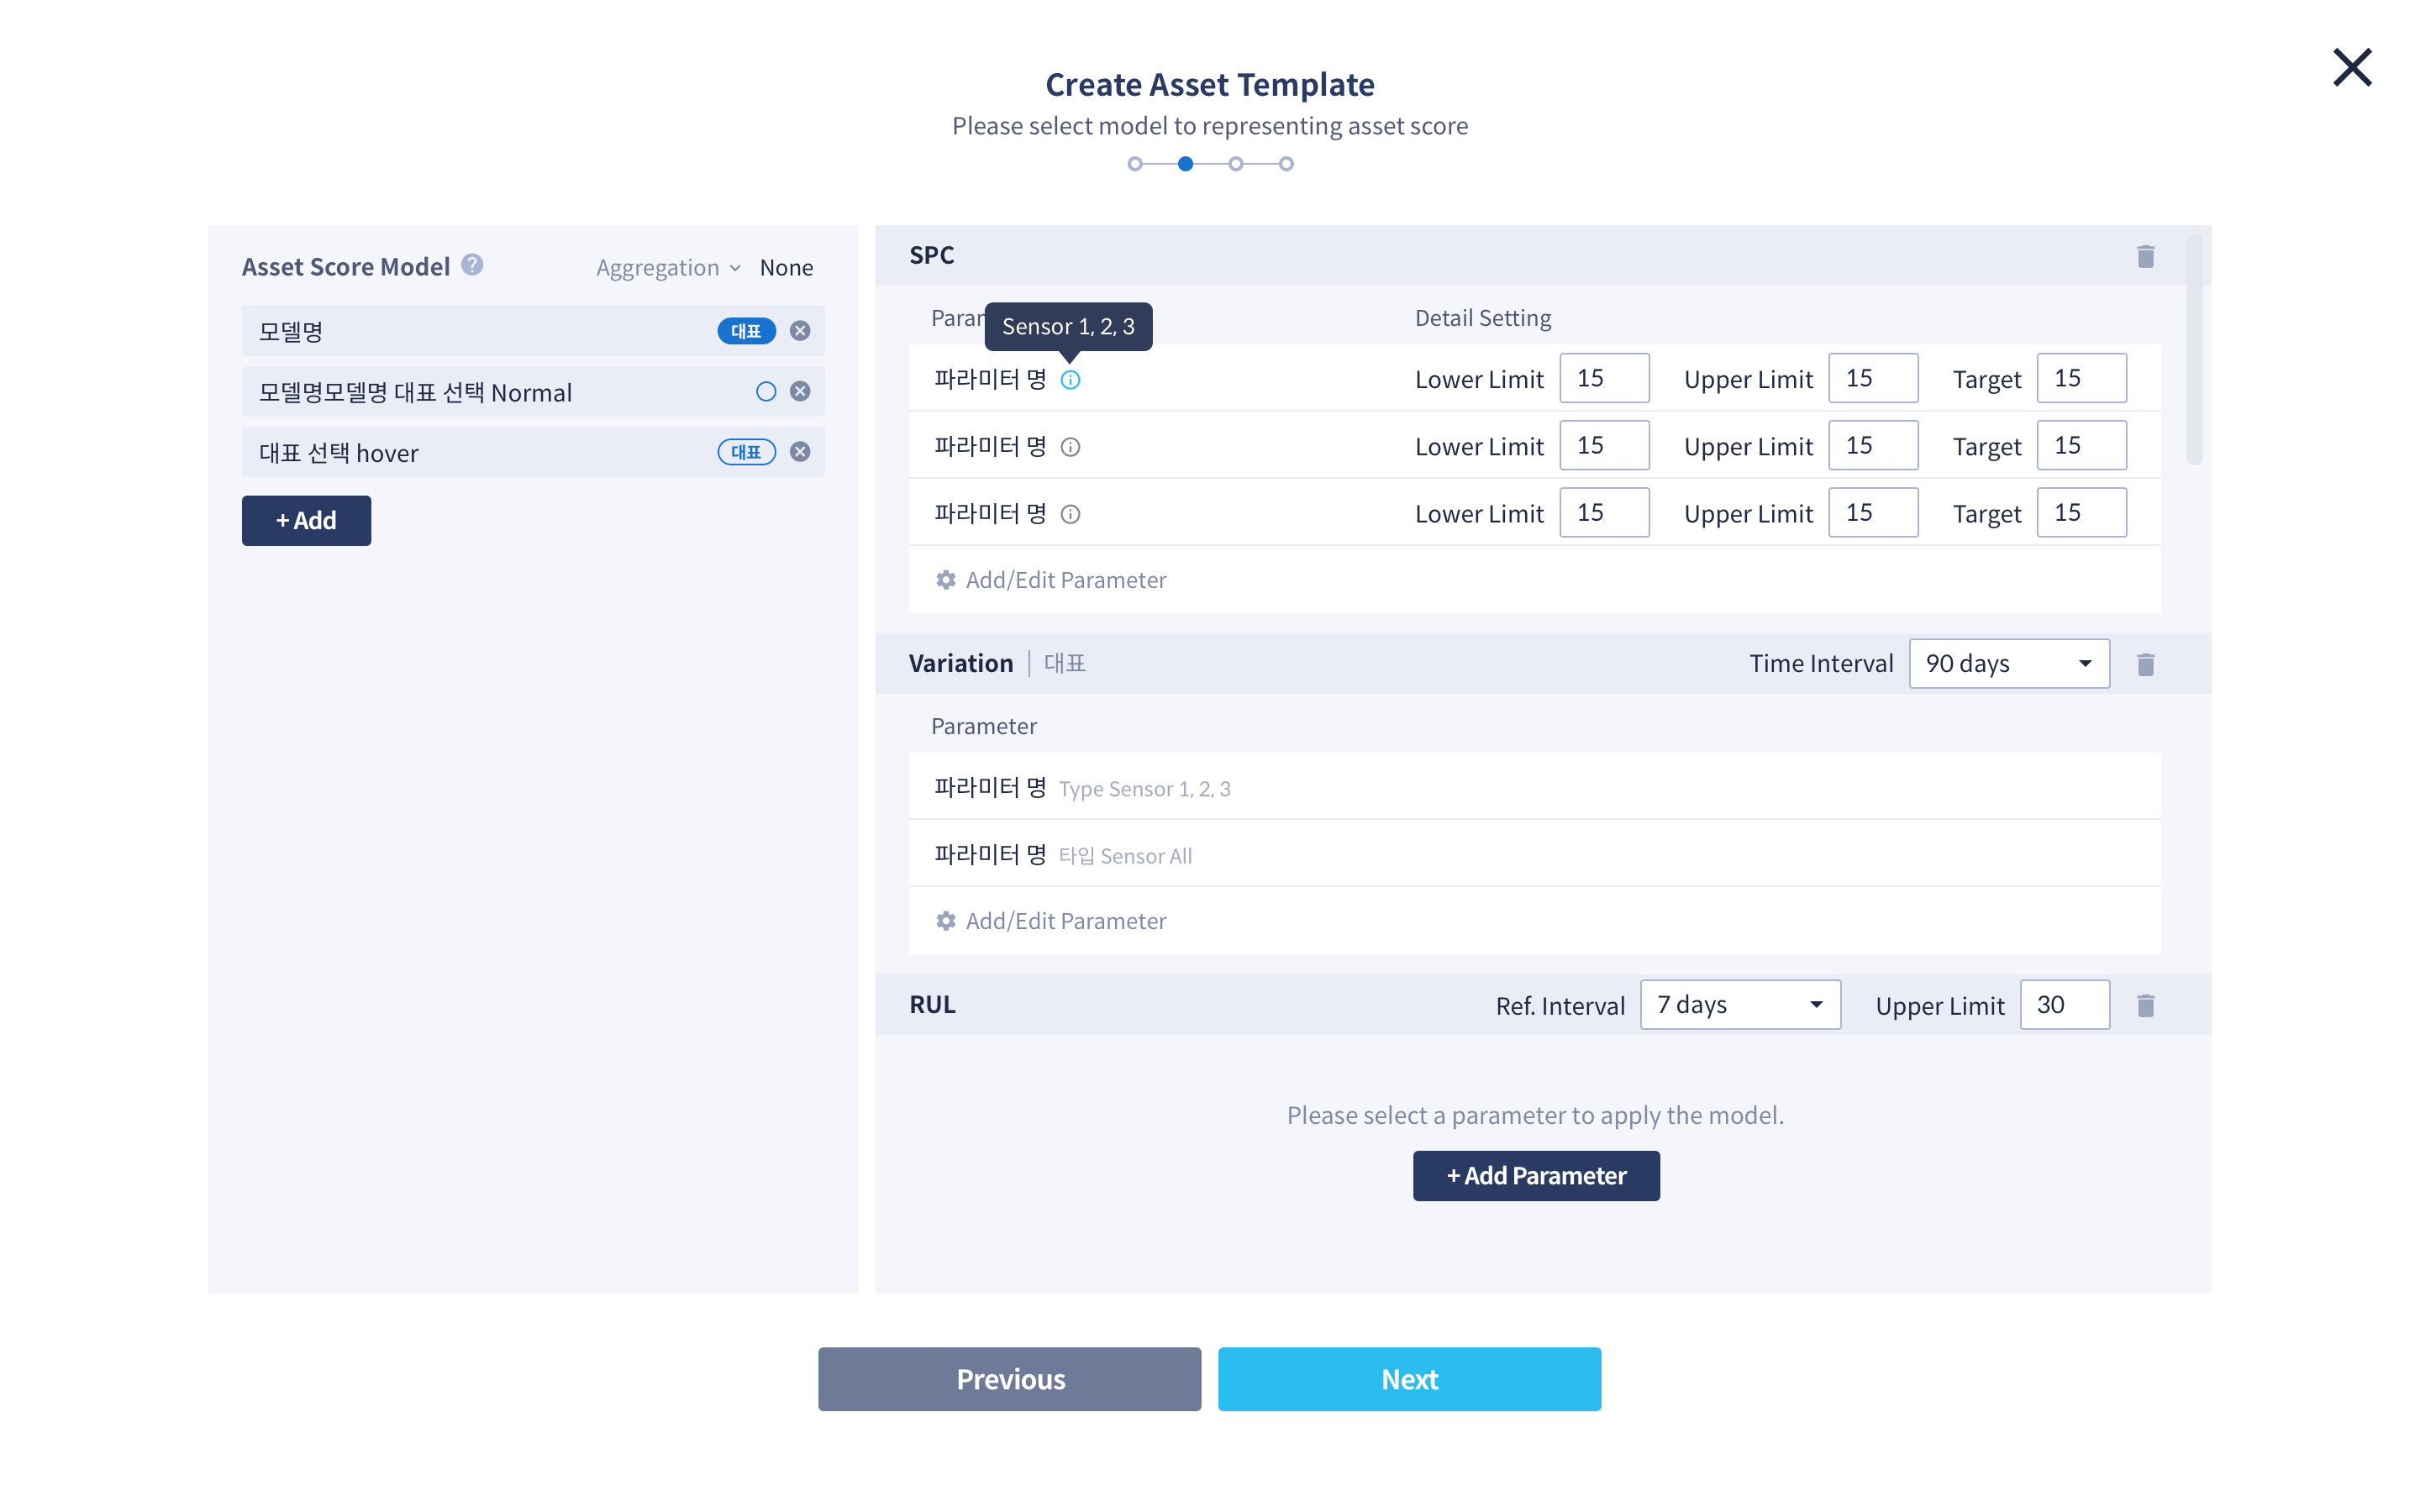 Create Asset Template
Please select model to representing asset score
Asset Score Model ?
Aggregation None
모델명 대표
모델명모델명 대표 선택 Normal
대표 선택 hover 대표
+ Add
SPC
Param Detail Setting
Sensor 1, 2, 3
파라미터 명 Lower Limit 15 Upper Limit 15 Target 15
파라미터 명 Lower Limit 15 Upper Limit 15 Target 15
파라미터 명 Lower Limit 15 Upper Limit 15 Target 15
Add/Edit Parameter
Variation | 대표 Time Interval 90 days
Parameter
파라미터 명 Type Sensor 1, 2, 3
파라미터 명 타입 Sensor All
Add/Edit Parameter
RUL Ref. Interval 7 days Upper Limit 30
Please select a parameter to apply the model.
+ Add Parameter
Previous Next